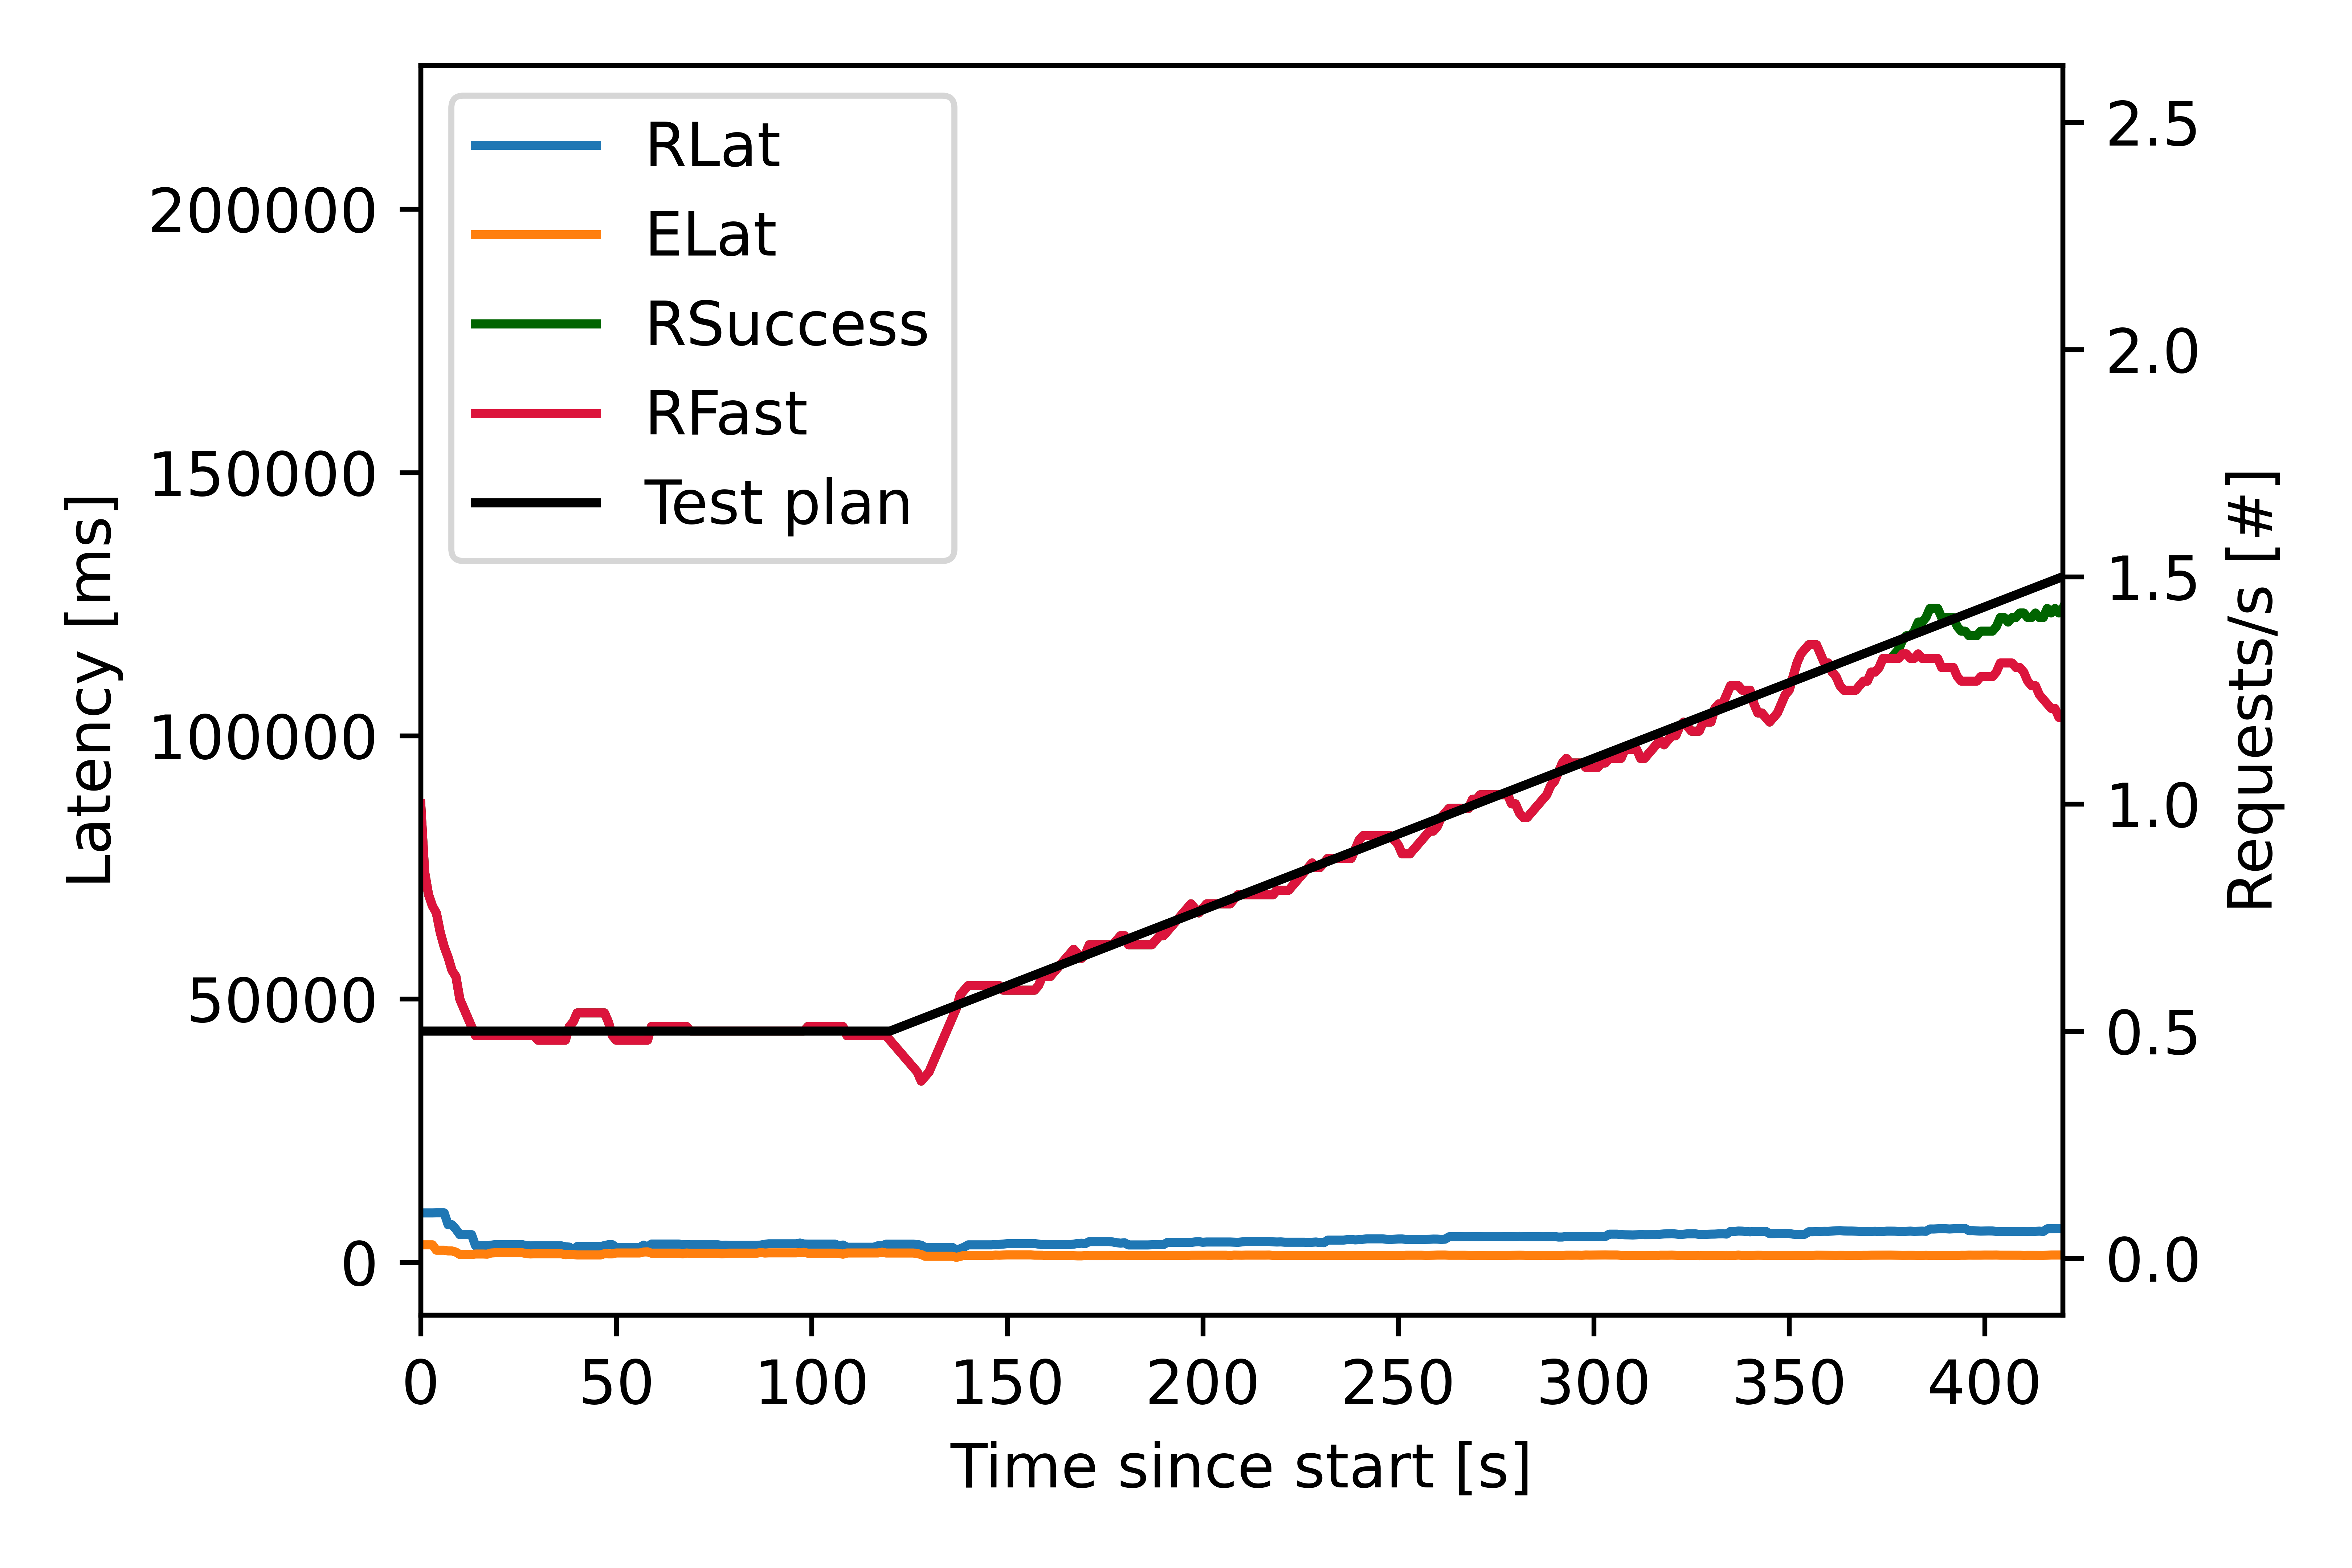 RLat
ELat
RSuccess
RFast
Test plan
200000
150000
100000
50000
0
Latency [ms]
2.5
2.0
1.5
1.0
0.5
0.0
Requests/s [#]
0 50 100 150 200 250 300 350 400
Time since start [s]